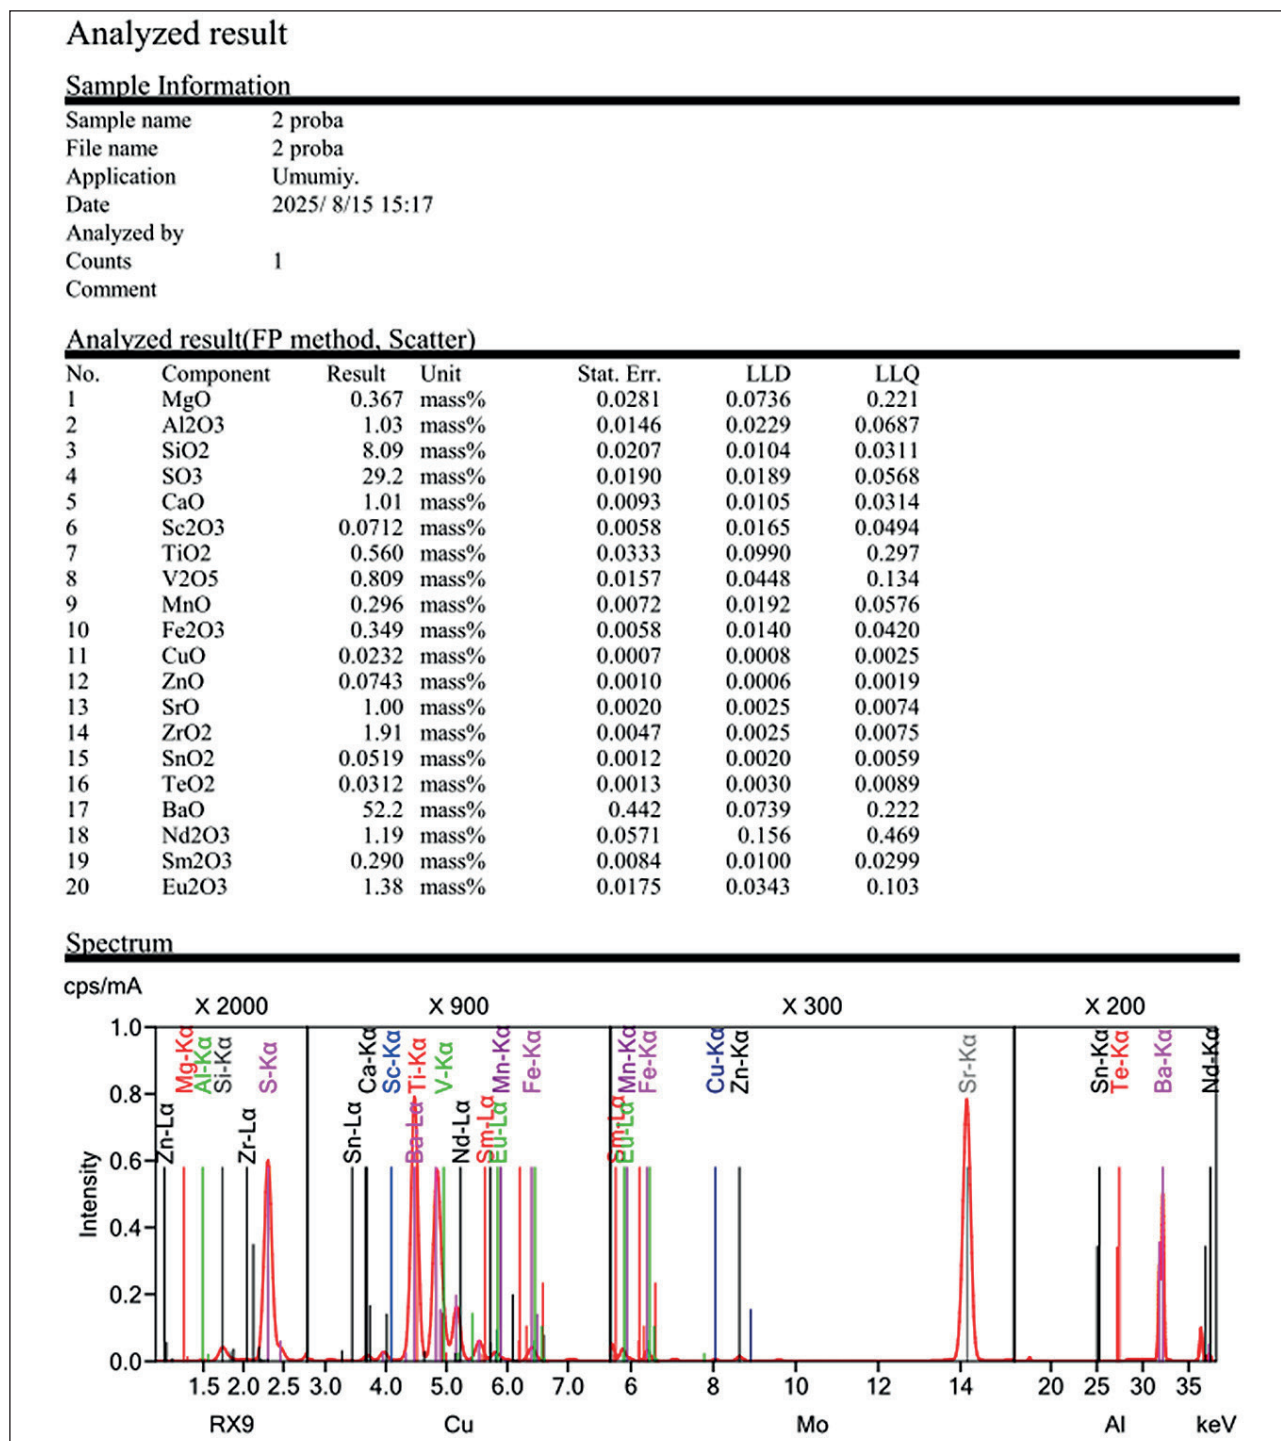 Analyzed result
Sample Information
Sample name 2 proba
File name 2 proba
Application Umumiy.
Date 2025/ 8/15 15:17
Analyzed by
Counts 1
Comment
Analyzed result(FP method, Scatter)
No. Component Result Unit Stat. Err. LLD LLQ
1 MgO 0.367 mass% 0.0281 0.0736 0.221
2 Al2O3 1.03 mass% 0.0146 0.0229 0.0687
3 SiO2 8.09 mass% 0.0207 0.0104 0.0311
4 SO3 29.2 mass% 0.0190 0.0189 0.0568
5 CaO 1.01 mass% 0.0093 0.0105 0.0314
6 Sc2O3 0.0712 mass% 0.0058 0.0165 0.0494
7 TiO2 0.560 mass% 0.0333 0.0990 0.297
8 V2O5 0.809 mass% 0.0157 0.0448 0.134
9 MnO 0.296 mass% 0.0072 0.0192 0.0576
10 Fe2O3 0.349 mass% 0.0058 0.0140 0.0420
11 CuO 0.0232 mass% 0.0007 0.0008 0.0025
12 ZnO 0.0743 mass% 0.0010 0.0006 0.0019
13 SrO 1.00 mass% 0.0020 0.0025 0.0074
14 ZrO2 1.91 mass% 0.0047 0.0025 0.0075
15 SnO2 0.0519 mass% 0.0012 0.0020 0.0059
16 TeO2 0.0312 mass% 0.0013 0.0030 0.0089
17 BaO 52.2 mass% 0.442 0.0739 0.222
18 Nd2O3 1.19 mass% 0.0571 0.156 0.469
19 Sm2O3 0.290 mass% 0.0084 0.0100 0.0299
20 Eu2O3 1.38 mass% 0.0175 0.0343 0.103
Spectrum
cps/mA
X 2000 X 900 X 300 X 200
Mg-Kα Al-Kα Si-Kα S-Kα Ca-Kα Sc-Kα Ti-Kα V-Kα Mn-Kα Fe-Kα Mn-Kα Fe-Kα Cu-Kα Zn-Kα Sr-Kα Sn-Kα Te-Kα Ba-Kα Nd-Kα
Zn-Lα Zr-Lα Sn-Lα Ba-Lα Nd-Lα Sm-Lα Eu-Lα Sm-Lα Eu-Lα
Intensity
1.0
0.8
0.6
0.4
0.2
0.0
1.5 2.0 2.5 3.0 4.0 5.0 6.0 7.0 6 8 10 12 14 20 25 30 35
RX9 Cu Mo Al keV